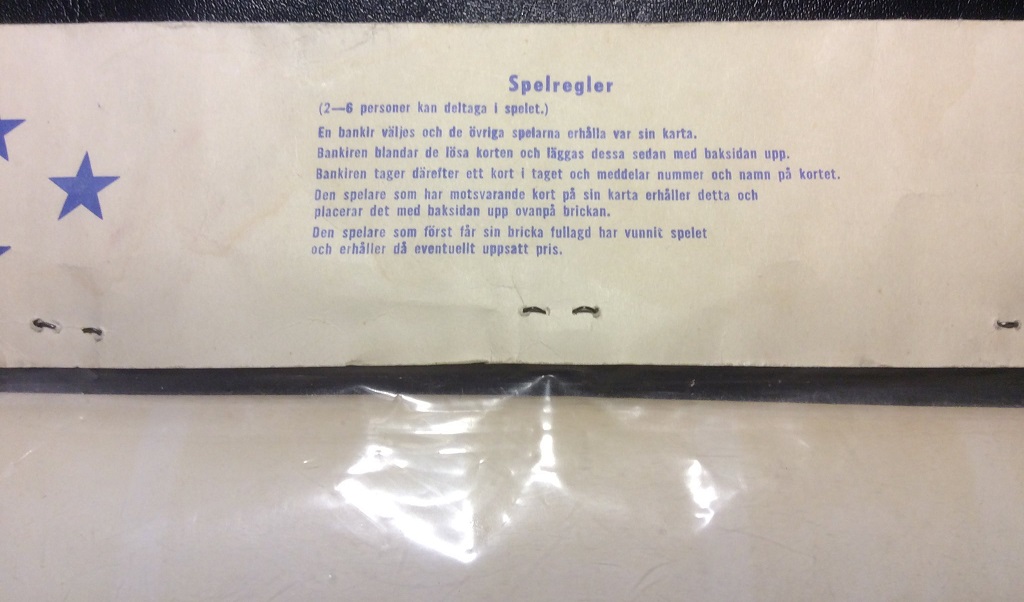 Spelregler
(2—6 personer kan deltaga i spelet.)
En bankir väljes och de övriga spelarna erhålla var sin karta.
Bankiren blandar de lösa korten och läggas dessa sedan med baksidan upp.
Bankiren tager därefter ett kort i taget och meddelar nummer och namn på kortet.
Den spelare som har motsvarande kort på sin karta erhåller detta och
placerar det med baksidan upp ovanpå brickan.
Den spelare som först får sin bricka fullagd har vunnit spelet
och erhåller då eventuellt uppsatt pris.